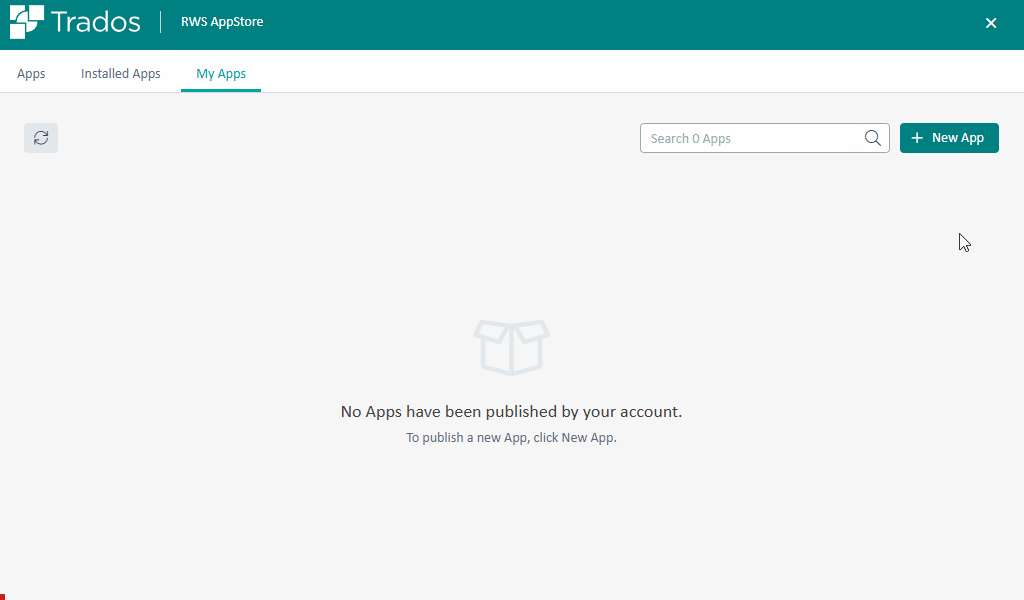 Trados
RWS AppStore
Apps
Installed Apps
My Apps
Search 0 Apps
New App
No Apps have been published by your account.
To publish a new App, click New App.